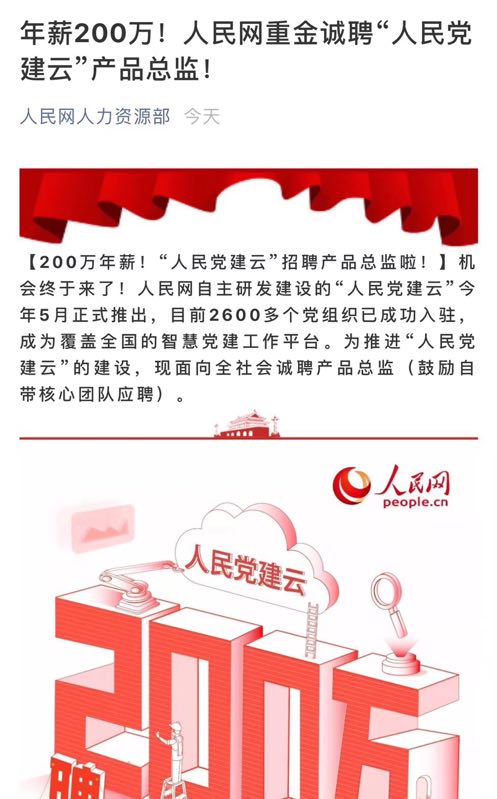 年薪200万！人民网重金诚聘“人民党
建云”产品总监！
人民网人力资源部 今天
【200万年薪！“人民党建云”招聘产品总监啦！】机
会终于来了！人民网自主研发建设的“人民党建云”今
年5月正式推出，目前2600多个党组织已成功入驻，
成为覆盖全国的智慧党建工作平台。为推进“人民党
建云”的建设，现面向全社会诚聘产品总监（鼓励自
带核心团队应聘）。
人民网
people.cn
人民党建云
200万
聘